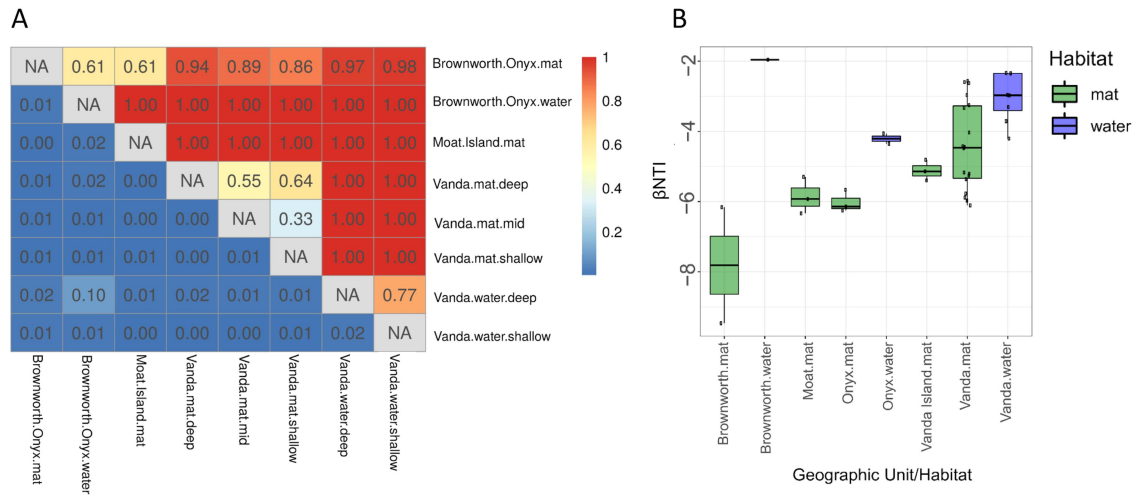 A
NA 0.61 0.61 0.94 0.89 0.86 0.97 0.98 Brownworth.Onyx.mat
0.01 NA 1.00 1.00 1.00 1.00 1.00 1.00 Brownworth.Onyx.water
0.00 0.02 NA 1.00 1.00 1.00 1.00 1.00 Moat.Island.mat
0.01 0.02 0.00 NA 0.55 0.64 1.00 1.00 Vanda.mat.deep
0.01 0.01 0.01 0.00 NA 0.33 1.00 1.00 Vanda.mat.mid
0.01 0.01 0.01 0.00 0.01 NA 1.00 1.00 Vanda.mat.shallow
0.02 0.10 0.01 0.02 0.01 0.01 NA 0.77 Vanda.water.deep
0.01 0.01 0.00 0.01 0.00 0.01 0.02 NA Vanda.water.shallow
Brownworth.Onyx.mat
Brownworth.Onyx.water
Moat.Island.mat
Vanda.mat.deep
Vanda.mat.mid
Vanda.mat.shallow
Vanda.water.deep
Vanda.water.shallow
1
0.8
0.6
0.4
0.2
B
βNTI
-2
-4
-6
-8
Brownworth.mat
Brownworth.water
Moat.mat
Onyx.mat
Onyx.water
Vanda Island.mat
Vanda.mat
Vanda.water
Geographic Unit/Habitat
Habitat
mat
water